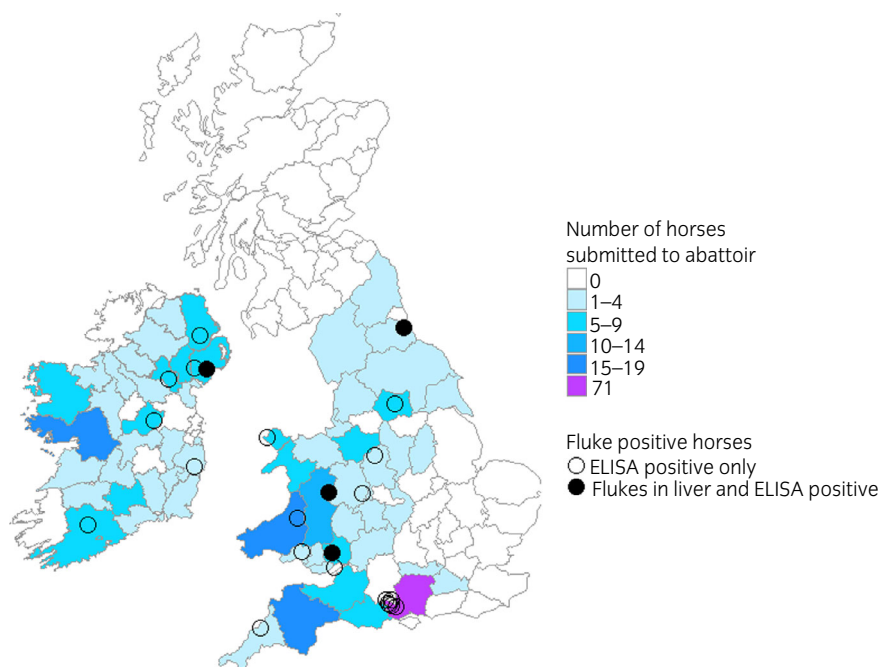 Number of horses
submitted to abattoir
0
1–4
5–9
10–14
15–19
71
Fluke positive horses
ELISA positive only
Flukes in liver and ELISA positive